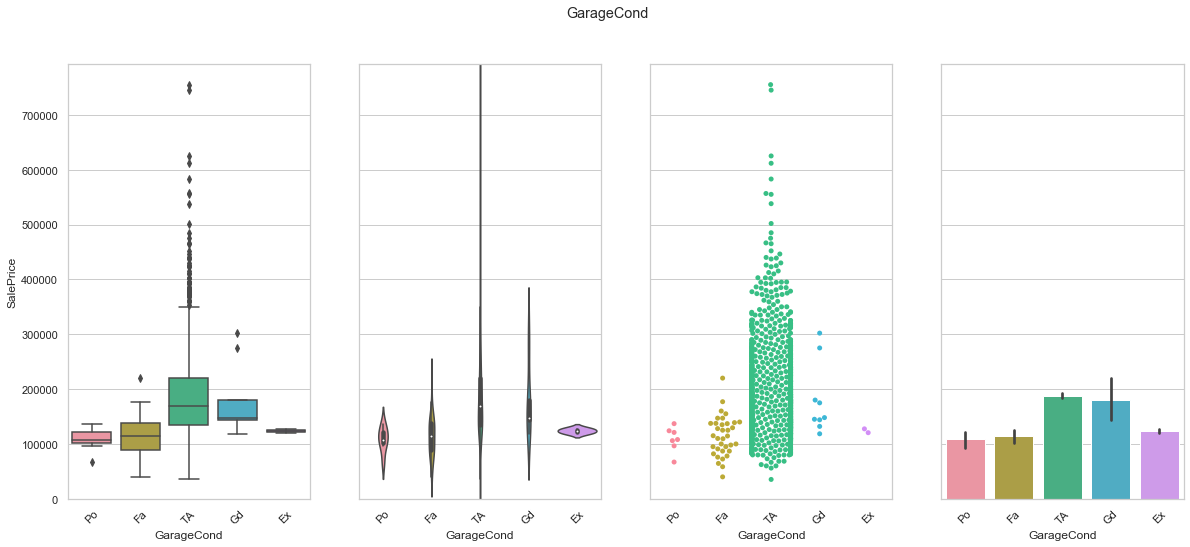 GarageCond
SalePrice
700000
600000
500000
400000
300000
200000
100000
0
Po Fa TA Gd Ex
GarageCond
Po Fa TA Gd Ex
GarageCond
Po Fa TA Gd Ex
GarageCond
Po Fa TA Gd Ex
GarageCond